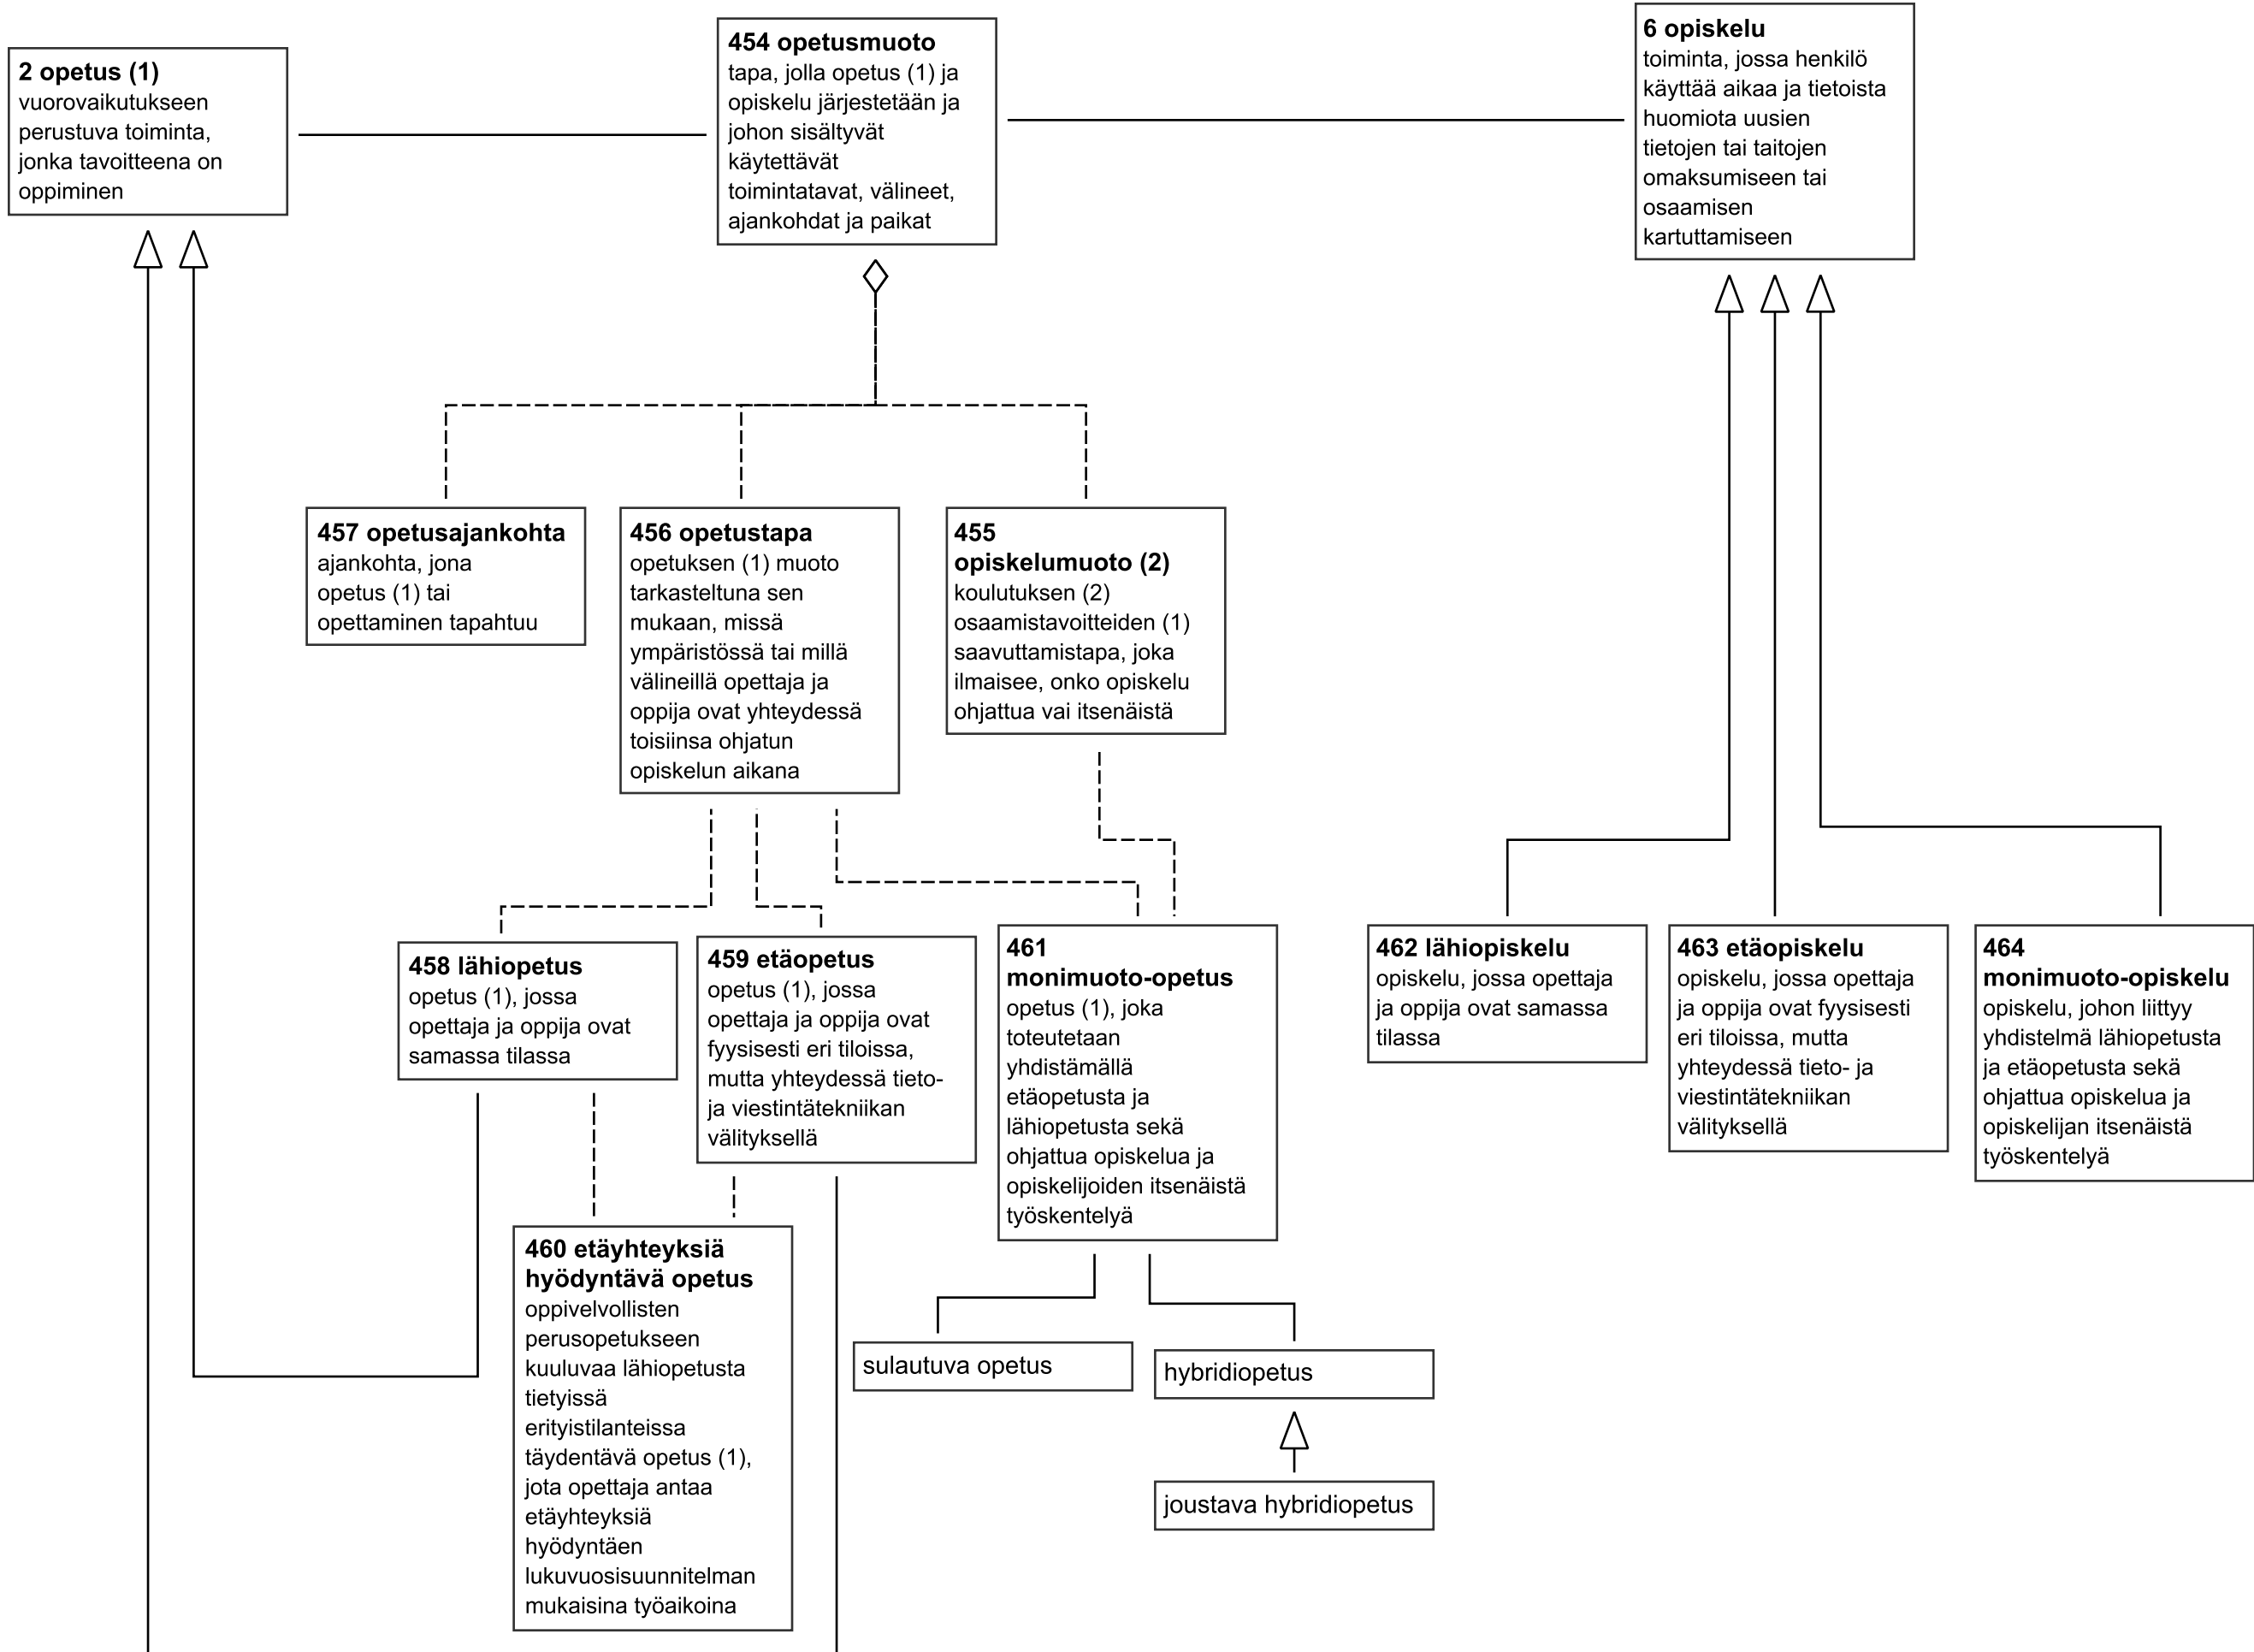 2 opetus (1)
vuorovaikutukseen
perustuva toiminta,
jonka tavoitteena on
oppiminen
454 opetusmuoto
tapa, jolla opetus (1) ja
opiskelu järjestetään ja
johon sisältyvät
käytettävät
toimintatavat, välineet,
ajankohdat ja paikat
6 opiskelu
toiminta, jossa henkilö
käyttää aikaa ja tietoista
huomiota uusien
tietojen tai taitojen
omaksumiseen tai
osaamisen
kartuttamiseen
457 opetusajankohta
ajankohta, jona
opetus (1) tai
opettaminen tapahtuu
456 opetustapa
opetuksen (1) muoto
tarkasteltuna sen
mukaan, missä
ympäristössä tai millä
välineillä opettaja ja
oppija ovat yhteydessä
toisiinsa ohjatun
opiskelun aikana
455
opiskelumuoto (2)
koulutuksen (2)
osaamistavoitteiden (1)
saavuttamistapa, joka
ilmaisee, onko opiskelu
ohjattua vai itsenäistä
458 lähiopetus
opetus (1), jossa
opettaja ja oppija ovat
samassa tilassa
459 etäopetus
opetus (1), jossa
opettaja ja oppija ovat
fyysisesti eri tiloissa,
mutta yhteydessä tieto-
ja viestintätekniikan
välityksellä
461
monimuoto-opetus
opetus (1), joka
toteutetaan
yhdistämällä
etäopetusta ja
lähiopetusta sekä
ohjattua opiskelua ja
opiskelijoiden itsenäistä
työskentelyä
462 lähiopiskelu
opiskelu, jossa opettaja
ja oppija ovat samassa
tilassa
463 etäopiskelu
opiskelu, jossa opettaja
ja oppija ovat fyysisesti
eri tiloissa, mutta
yhteydessä tieto- ja
viestintätekniikan
välityksellä
464
monimuoto-opiskelu
opiskelu, johon liittyy
yhdistelmä lähiopetusta
ja etäopetusta sekä
ohjattua opiskelua ja
opiskelijan itsenäistä
työskentelyä
460 etäyhteyksiä
hyödyntävä opetus
oppivelvollisten
perusopetukseen
kuuluvaa lähiopetusta
tietyissä
erityistilanteissa
täydentävä opetus (1),
jota opettaja antaa
etäyhteyksiä
hyödyntäen
lukuvuosisuunnitelman
mukaisina työaikoina
sulautuva opetus
hybridiopetus
joustava hybridiopetus